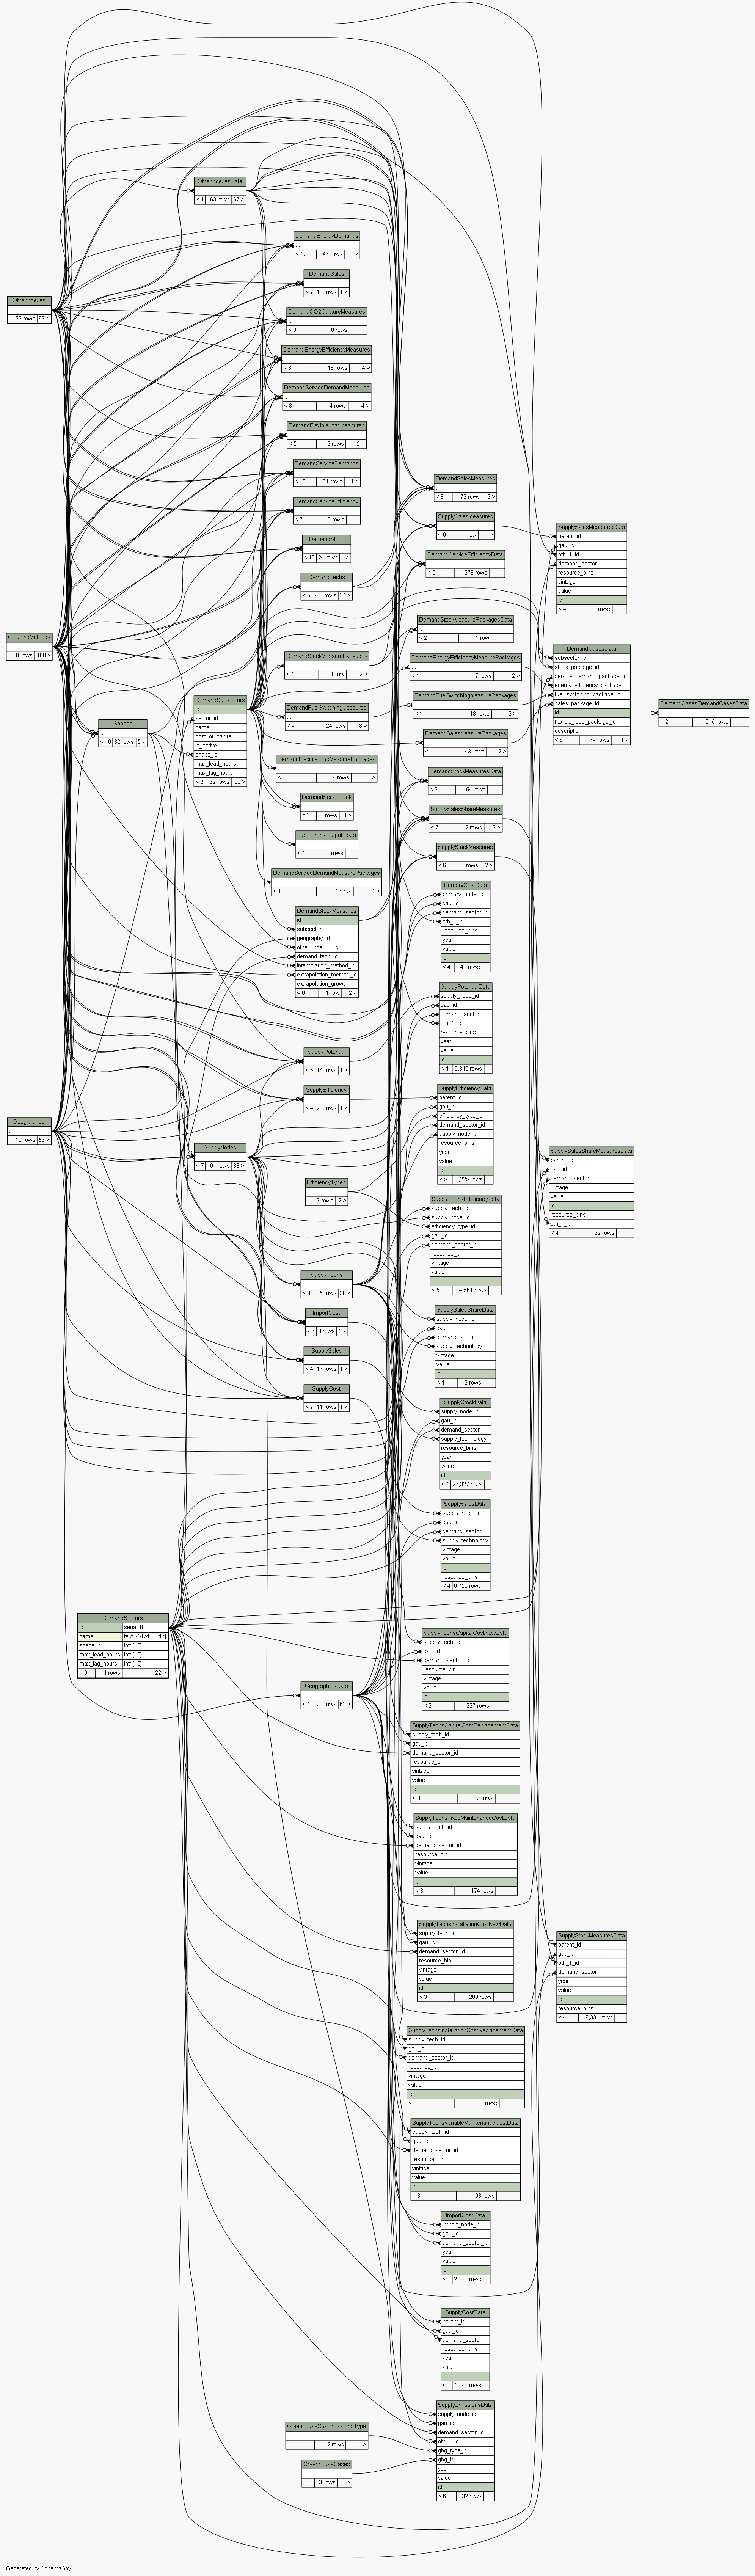 OtherIndexesData
...
< 1 163 rows 67 >
DemandEnergyDemands
...
< 12 46 rows 1 >
DemandSales
...
< 7 10 rows 1 >
OtherIndexes
...
28 rows 63 >
DemandCO2CaptureMeasures
...
< 8 0 rows
DemandEnergyEfficiencyMeasures
...
< 8 18 rows 4 >
DemandServiceDemandMeasures
...
< 8 4 rows 4 >
DemandFlexibleLoadMeasures
...
< 5 9 rows 2 >
DemandServiceDemands
...
< 12 21 rows 1 >
DemandServiceEfficiency
...
< 7 2 rows
DemandStock
...
< 13 24 rows 1 >
DemandTechs
...
< 5 233 rows 24 >
DemandSalesMeasures
...
< 8 173 rows 2 >
SupplySalesMeasures
...
< 6 1 row 1 >
DemandServiceEfficiencyData
...
< 5 278 rows
SupplySalesMeasuresData
parent_id
gau_id
oth_1_id
demand_sector
resource_bins
vintage
value
id
< 4 0 rows
DemandStockMeasurePackagesData
...
< 2 1 row
CleaningMethods
...
8 rows 108 >
DemandStockMeasurePackages
...
< 1 1 row 2 >
DemandEnergyEfficiencyMeasurePackages
...
< 1 17 rows 2 >
DemandCasesData
subsector_id
stock_package_id
service_demand_package_id
energy_efficiency_package_id
fuel_switching_package_id
sales_package_id
id
flexible_load_package_id
description
< 6 74 rows 1 >
DemandCasesDemandCasesData
...
< 2 245 rows
DemandSubsectors
id
sector_id
name
cost_of_capital
is_active
shape_id
max_lead_hours
max_lag_hours
< 2 62 rows 23 >
DemandFuelSwitchingMeasures
...
< 4 24 rows 8 >
DemandFuelSwitchingMeasurePackages
...
< 1 18 rows 2 >
Shapes
...
< 10 32 rows 5 >
DemandSalesMeasurePackages
...
< 1 43 rows 2 >
DemandFlexibleLoadMeasurePackages
...
< 1 9 rows 1 >
DemandStockMeasuresData
...
< 3 54 rows
DemandServiceLink
...
< 2 6 rows 1 >
SupplySalesShareMeasures
...
< 7 12 rows 2 >
public_runs.output_data
...
< 1 0 rows
SupplyStockMeasures
...
< 6 33 rows 2 >
DemandServiceDemandMeasurePackages
...
< 1 4 rows 1 >
PrimaryCostData
primary_node_id
gau_id
demand_sector_id
oth_1_id
resource_bins
year
value
id
< 4 848 rows
DemandStockMeasures
id
subsector_id
geography_id
other_index_1_id
demand_tech_id
interpolation_method_id
extrapolation_method_id
extrapolation_growth
< 6 1 row 2 >
SupplyPotentialData
supply_node_id
gau_id
demand_sector
oth_1_id
resource_bins
year
value
id
< 4 5,848 rows
SupplyPotential
...
< 5 14 rows 1 >
SupplyEfficiency
...
< 4 29 rows 1 >
SupplyEfficiencyData
parent_id
gau_id
efficiency_type_id
demand_sector_id
supply_node_id
resource_bins
year
value
id
< 5 1,225 rows
Geographies
...
10 rows 56 >
SupplyNodes
...
< 7 101 rows 38 >
SupplySalesShareMeasuresData
parent_id
gau_id
demand_sector
vintage
value
id
resource_bins
oth_1_id
< 4 22 rows
EfficiencyTypes
...
3 rows 2 >
SupplyTechsEfficiencyData
supply_tech_id
supply_node_id
efficiency_type_id
gau_id
demand_sector_id
resource_bin
vintage
value
id
< 5 4,561 rows
SupplyTechs
...
< 3 105 rows 30 >
ImportCost
...
< 6 9 rows 1 >
SupplySales
...
< 4 17 rows 1 >
SupplyCost
...
< 7 11 rows 1 >
SupplySalesShareData
supply_node_id
gau_id
demand_sector
supply_technology
vintage
value
id
< 4 9 rows
SupplyStockData
supply_node_id
gau_id
demand_sector
supply_technology
resource_bins
year
value
id
< 4 26,327 rows
SupplySalesData
supply_node_id
gau_id
demand_sector
supply_technology
vintage
value
id
resource_bins
< 4 6,750 rows
DemandSectors
id serial[10]
name text[2147483647]
shape_id int4[10]
max_lead_hours int4[10]
max_lag_hours int4[10]
< 0 4 rows 22 >
SupplyTechsCapitalCostNewData
supply_tech_id
gau_id
demand_sector_id
resource_bin
vintage
value
id
< 3 937 rows
GeographiesData
...
< 1 128 rows 62 >
SupplyTechsCapitalCostReplacementData
supply_tech_id
gau_id
demand_sector_id
resource_bin
vintage
value
id
< 3 2 rows
SupplyTechsFixedMaintenanceCostData
supply_tech_id
gau_id
demand_sector_id
resource_bin
vintage
value
id
< 3 174 rows
SupplyTechsInstallationCostNewData
supply_tech_id
gau_id
demand_sector_id
resource_bin
vintage
value
id
< 3 209 rows
SupplyStockMeasuresData
parent_id
gau_id
oth_1_id
demand_sector
year
value
id
resource_bins
< 4 9,331 rows
SupplyTechsInstallationCostReplacementData
supply_tech_id
gau_id
demand_sector_id
resource_bin
vintage
value
id
< 3 180 rows
SupplyTechsVariableMaintenanceCostData
supply_tech_id
gau_id
demand_sector_id
resource_bin
vintage
value
id
< 3 68 rows
ImportCostData
import_node_id
gau_id
demand_sector_id
year
value
id
< 3 2,900 rows
SupplyCostData
parent_id
gau_id
demand_sector
resource_bins
year
value
id
< 3 4,093 rows
SupplyEmissionsData
supply_node_id
gau_id
demand_sector_id
oth_1_id
ghg_type_id
ghg_id
year
value
id
< 6 32 rows
GreenhouseGasEmissionsType
...
2 rows 1 >
GreenhouseGases
...
3 rows 1 >
Generated by SchemaSpy